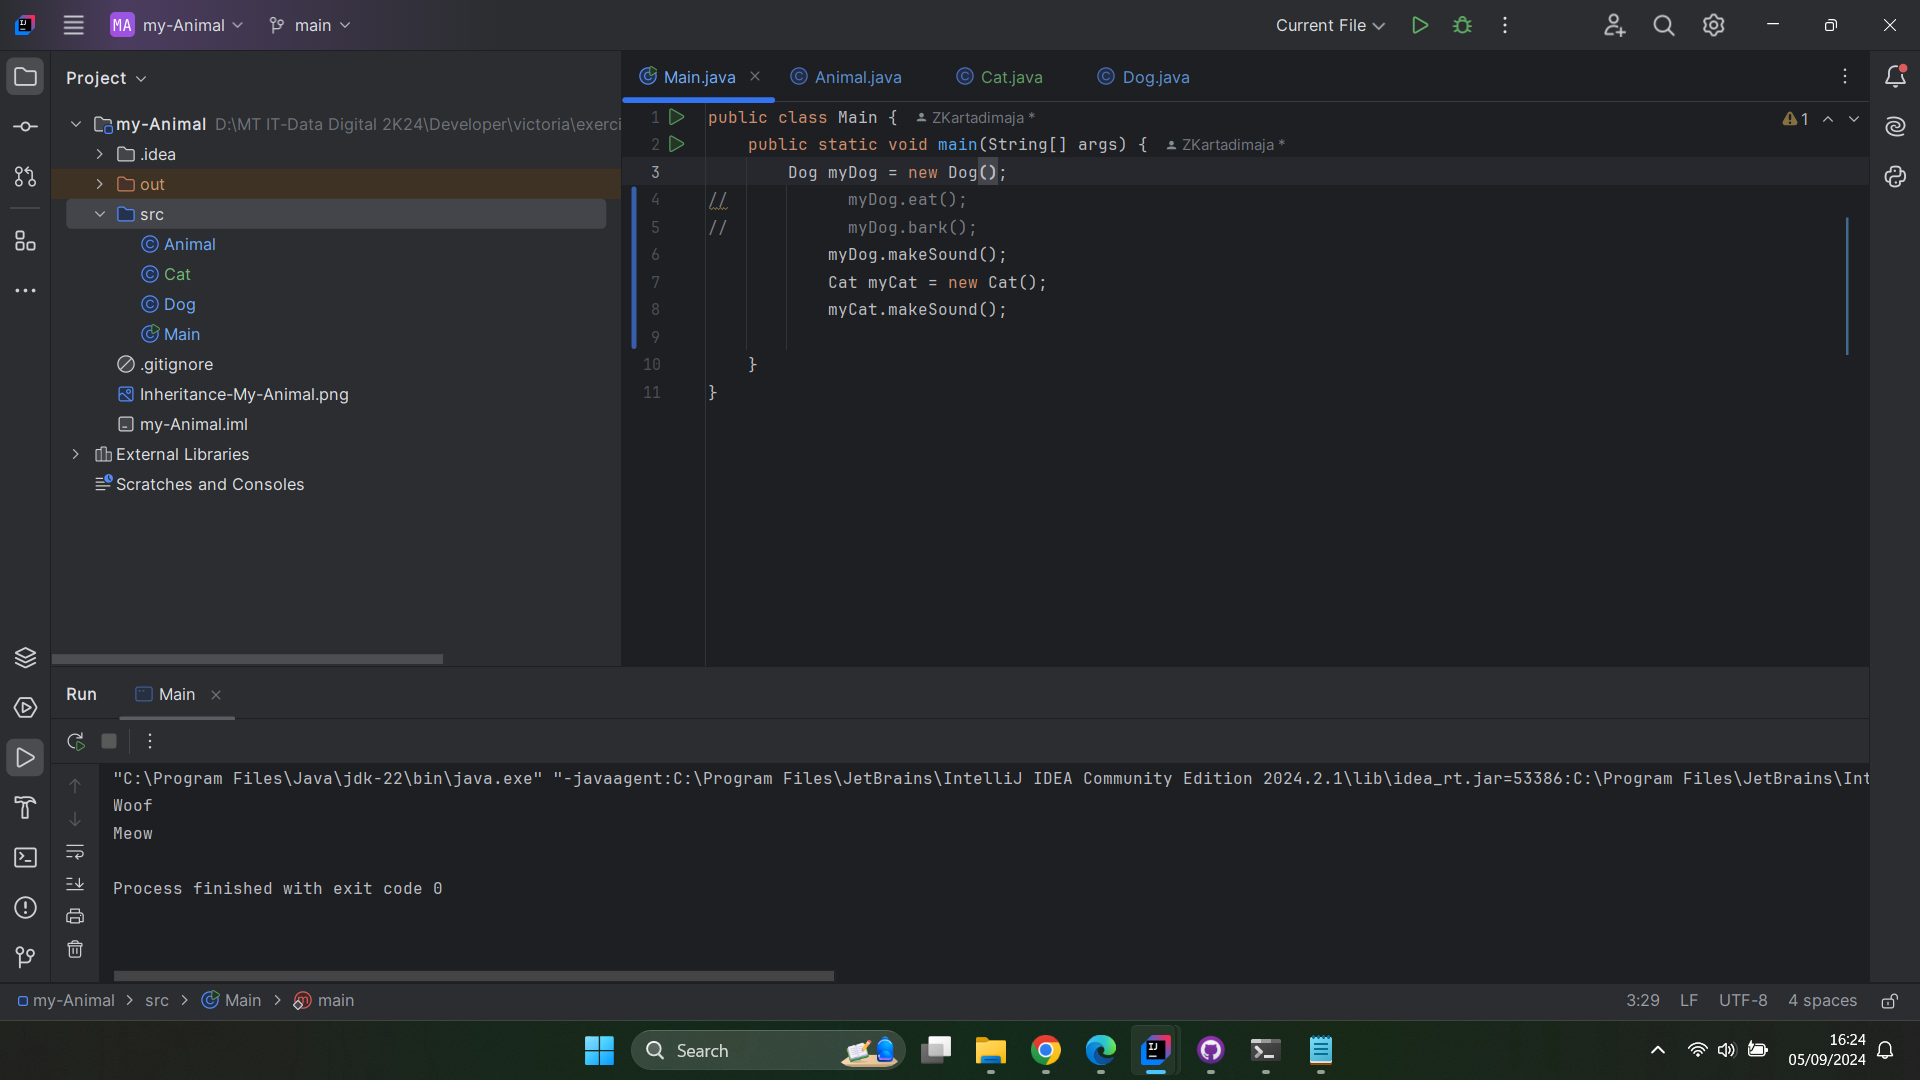 MA my-Animal main Current File
Project
my-Animal D:\MT IT-Data Digital 2K24\Developer\victoria\exerci
.idea
out
src
Animal
Cat
Dog
Main
.gitignore
Inheritance-My-Animal.png
my-Animal.iml
External Libraries
Scratches and Consoles
Main.java Animal.java Cat.java Dog.java
1 public class Main { ZKartadimaja *
2 public static void main(String[] args) { ZKartadimaja *
3 Dog myDog = new Dog();
4 // myDog.eat();
5 // myDog.bark();
6 myDog.makeSound();
7 Cat myCat = new Cat();
8 myCat.makeSound();
9
10 }
11 }
1
Run Main
"C:\Program Files\Java\jdk-22\bin\java.exe" "-javaagent:C:\Program Files\JetBrains\IntelliJ IDEA Community Edition 2024.2.1\lib\idea_rt.jar=53386:C:\Program Files\JetBrains\Int
Woof
Meow
Process finished with exit code 0
my-Animal > src > Main > main 3:29 LF UTF-8 4 spaces
Search
16:24
05/09/2024